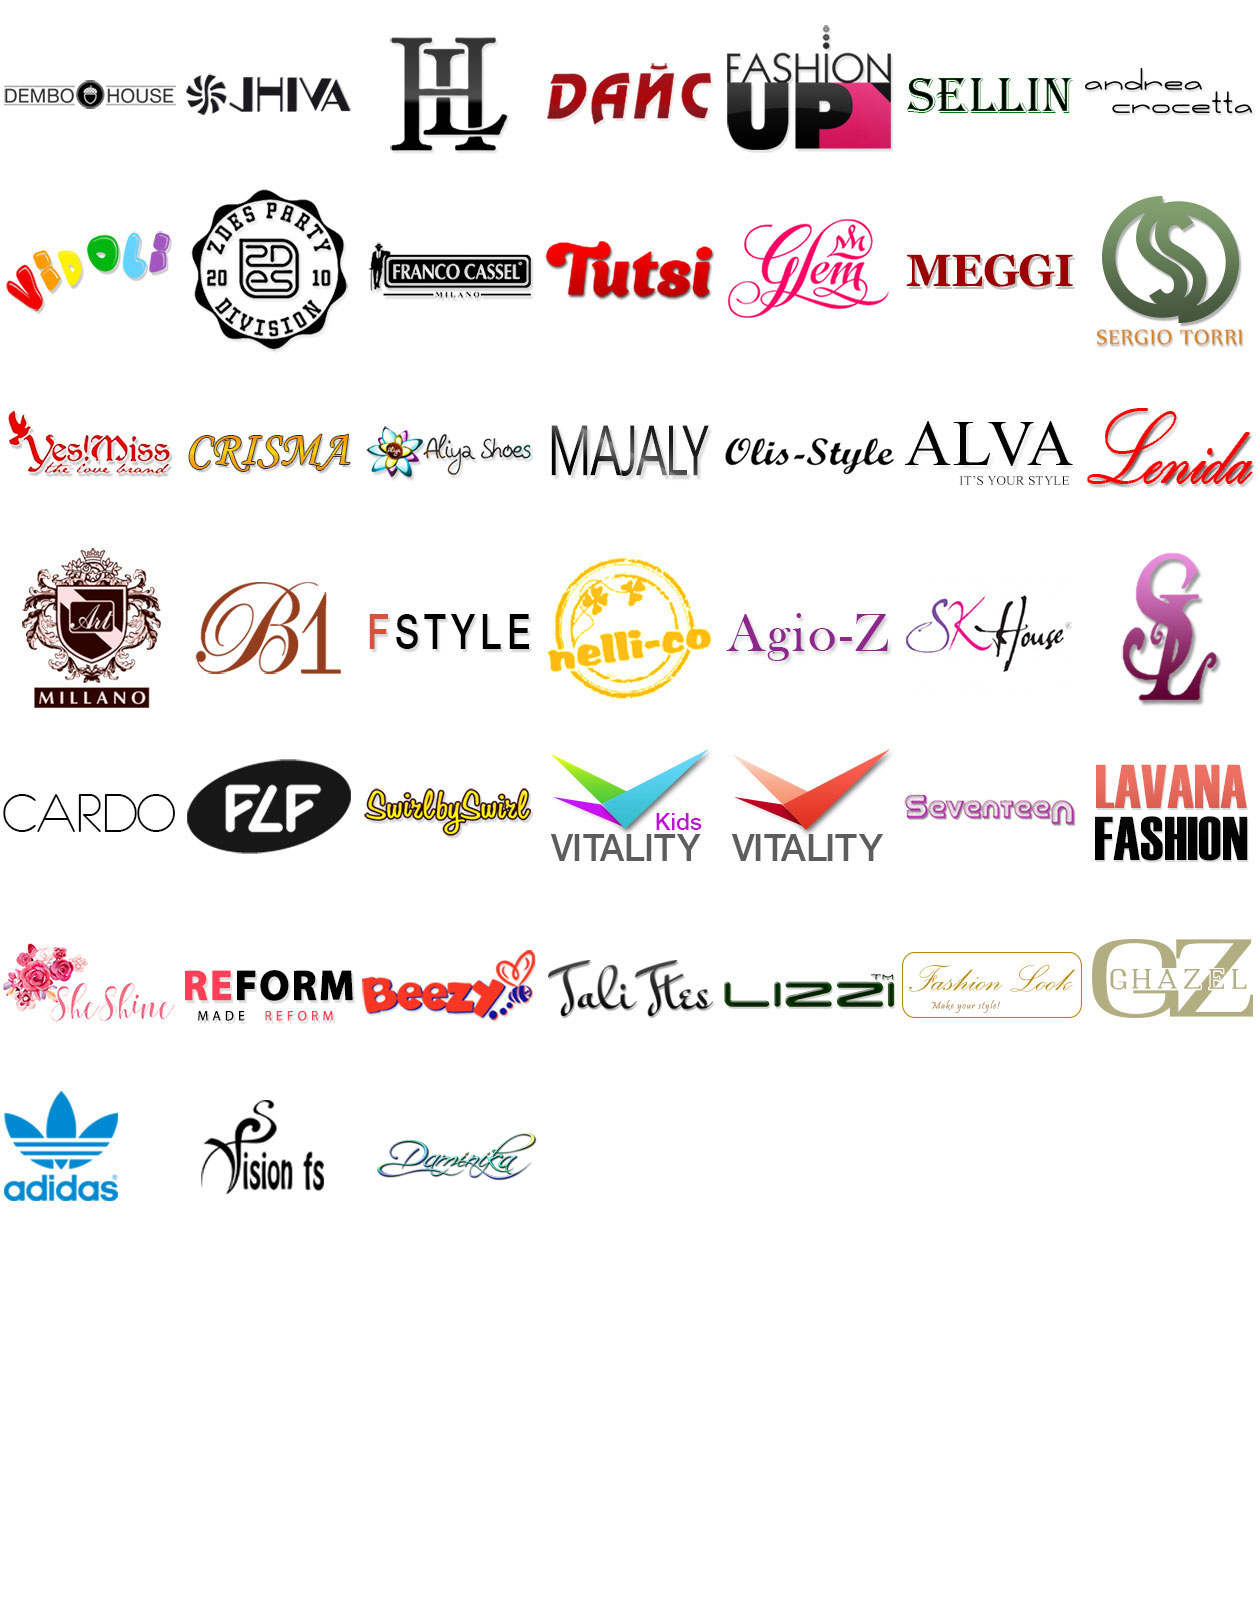 DEMBO HOUSE
JHIVA
HL
ДАЙС
FASHION
UP
SELLIN
andrea
crocetta
ViDOLi
ZDES PARTY
20 10
DIVISION
FRANCO CASSEL
MILANO
Tutsi
Glem
MEGGI
SERGIO TORRI
Yes!Miss
the love brand
CRISMA
Aliya Shoes
MAJALY
Olis-Style
ALVA
IT'S YOUR STYLE
Lenida
Art
MILLANO
B1
FSTYLE
nelli-co
Agio-Z
SK House®
SL
CARDO
FLF
SwirlbySwirl
Kids
VITALITY
VITALITY
Seventeen
LAVANA
FASHION
SheShine
REFORM
MADE REFORM
Beezy
Tali Ttes
LIZZI™
Fashion Look
Make your style!
GZ
GHAZEL
adidas®
S
Vision fs
Daminika